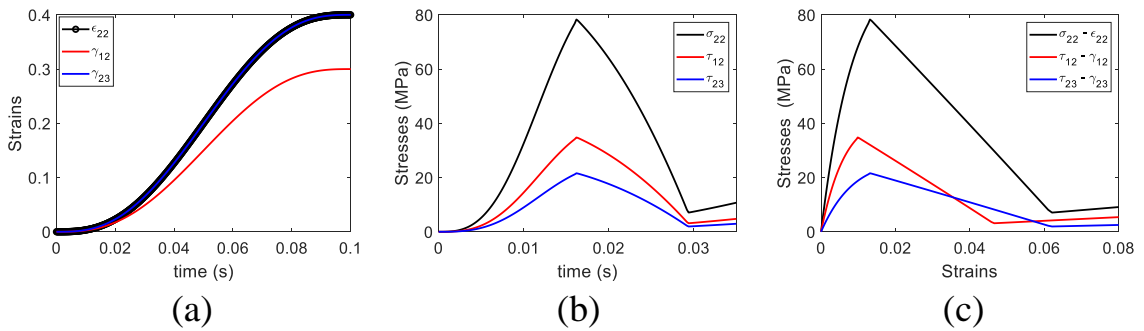 Strains
0.4
0.3
0.2
0.1
0
0 0.02 0.04 0.06 0.08 0.1
time (s)
ϵ22
γ12
γ23
(a)
Stresses (MPa)
80
60
40
20
0
0 0.01 0.02 0.03
time (s)
σ22
τ12
τ23
(b)
Stresses (MPa)
80
60
40
20
0
0 0.02 0.04 0.06 0.08
Strains
σ22 - ϵ22
τ12 - γ12
τ23 - γ23
(c)